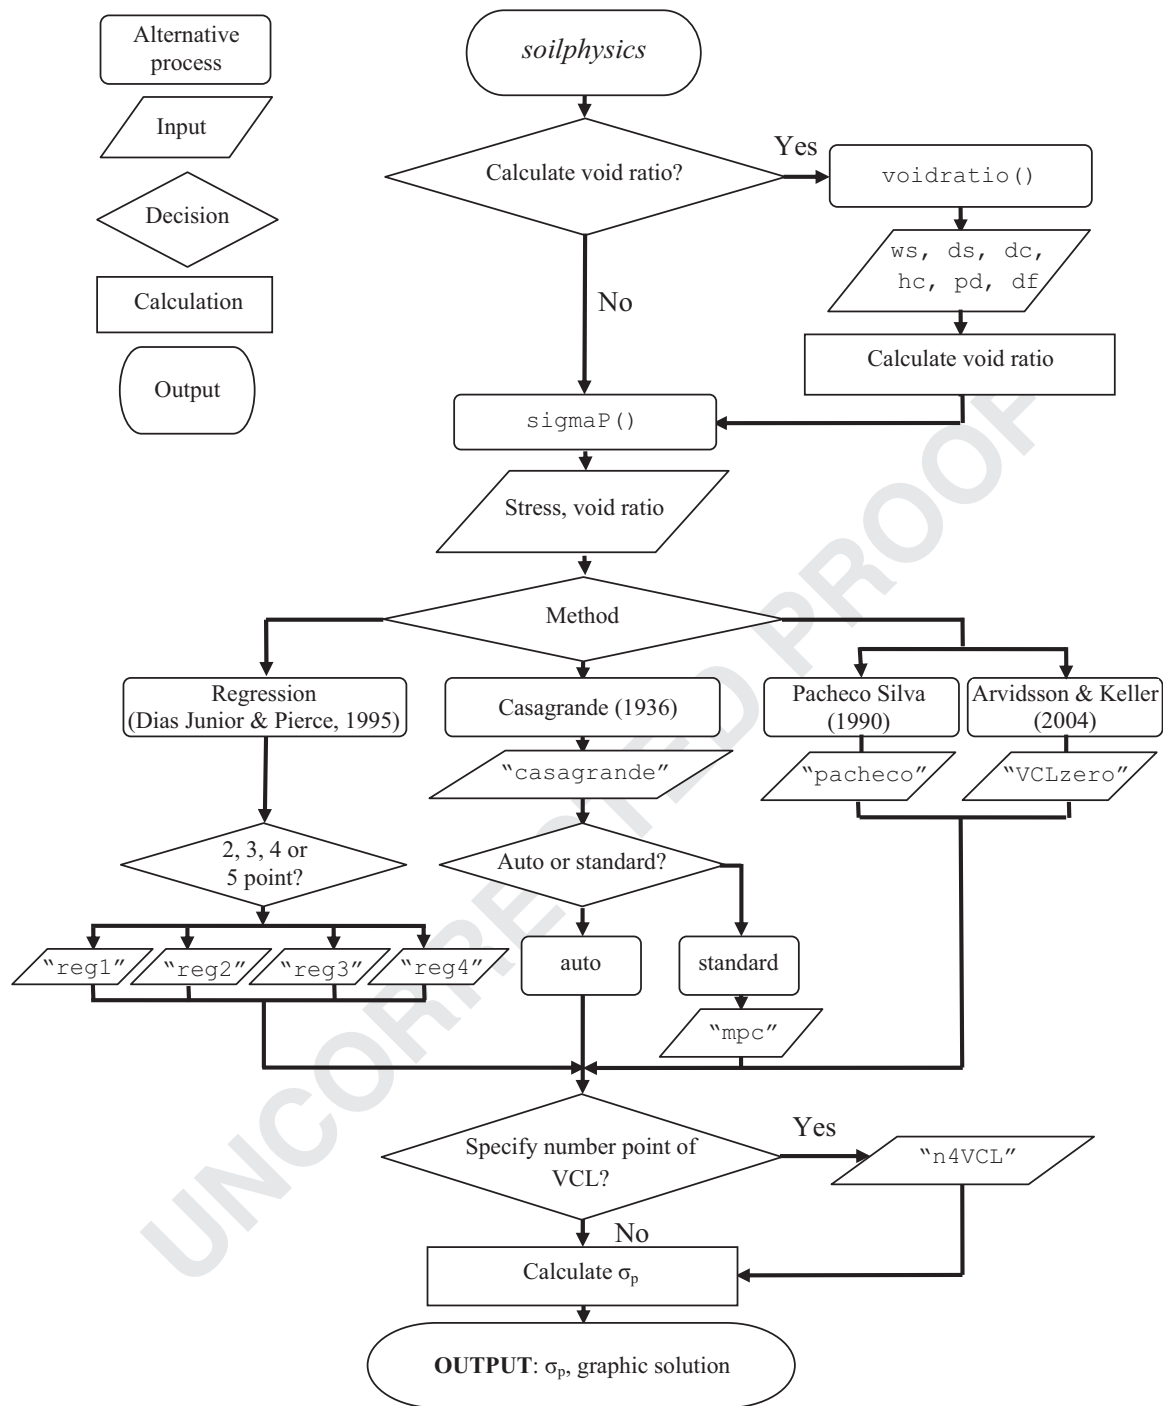 Alternative
process
Input
Decision
Calculation
Output
soilphysics
Calculate void ratio?
Yes
voidratio()
ws, ds, dc,
hc, pd, df
No
Calculate void ratio
sigmaP()
Stress, void ratio
Method
Regression
(Dias Junior & Pierce, 1995)
Casagrande (1936)
Pacheco Silva
(1990)
Arvidsson & Keller
(2004)
“casagrande”
“pacheco”
“VCLzero”
2, 3, 4 or
5 point?
Auto or standard?
“reg1”
“reg2”
“reg3”
“reg4”
auto
standard
“mpc”
Specify number point of
VCL?
Yes
“n4VCL”
No
Calculate σp
OUTPUT: σp, graphic solution
UNCORRECTED PROOF